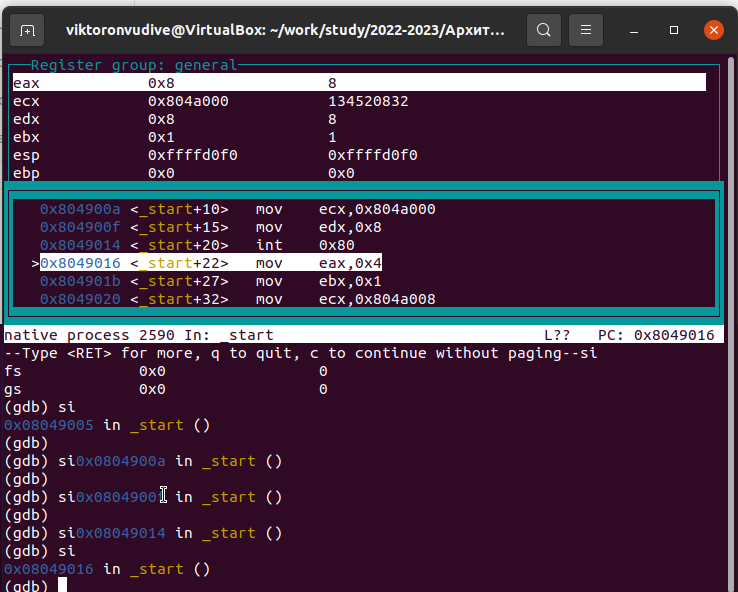 viktoronvudive@VirtualBox: ~/work/study/2022-2023/Архит...
Register group: general
eax 0x8 8
ecx 0x804a000 134520832
edx 0x8 8
ebx 0x1 1
esp 0xffffd0f0 0xffffd0f0
ebp 0x0 0x0
0x804900a <_start+10> mov ecx,0x804a000
0x804900f <_start+15> mov edx,0x8
0x8049014 <_start+20> int 0x80
>0x8049016 <_start+22> mov eax,0x4
0x804901b <_start+27> mov ebx,0x1
0x8049020 <_start+32> mov ecx,0x804a008
native process 2590 In: _start L?? PC: 0x8049016
--Type <RET> for more, q to quit, c to continue without paging--si
fs 0x0 0
gs 0x0 0
(gdb) si
0x08049005 in _start ()
(gdb)
(gdb) si0x0804900a in _start ()
(gdb)
(gdb) si0x0804900f in _start ()
(gdb)
(gdb) si0x08049014 in _start ()
(gdb) si
0x08049016 in _start ()
(gdb)